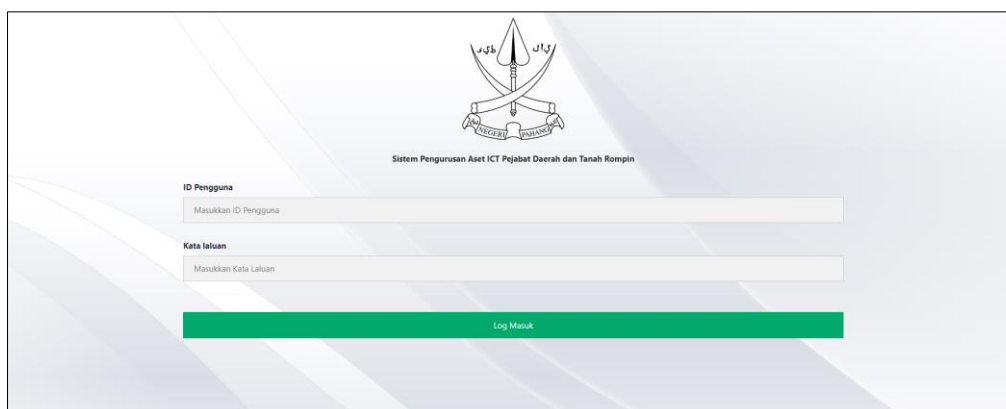 NEGERI PAHANG
Sistem Pengurusan Aset ICT Pejabat Daerah dan Tanah Rompin
ID Pengguna
Masukkan ID Pengguna
Kata laluan
Masukkan Kata Laluan
Log Masuk